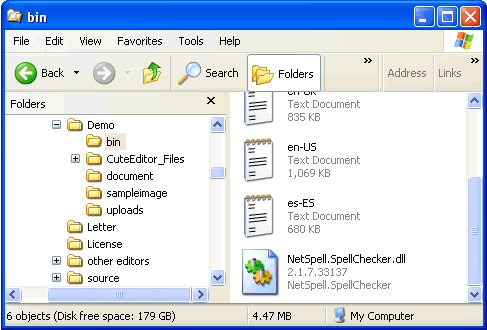 bin
File Edit View Favorites Tools Help
Back Search Folders » Address Links »
Folders x
Demo
bin
CuteEditor_Files
document
sampleimage
uploads
Letter
License
other editors
source
Text Document
835 KB
en-US
Text Document
1,069 KB
es-ES
Text Document
680 KB
NetSpell.SpellChecker.dll
2.1.7.33137
NetSpell.SpellChecker
6 objects (Disk free space: 179 GB) 4.47 MB My Computer